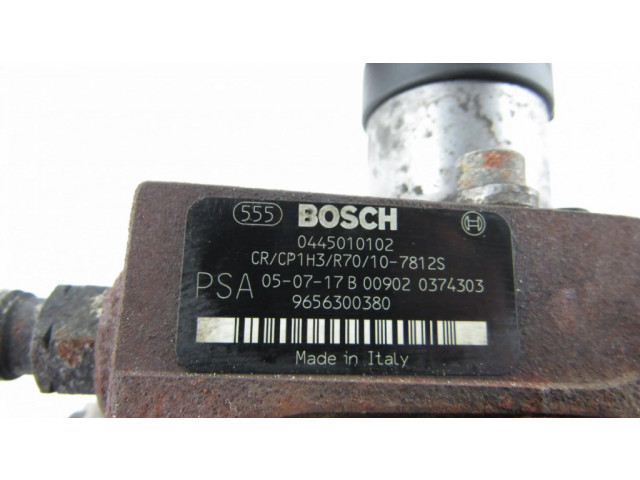 555 BOSCH
0445010102
CR/CP1H3/R70/10-7812S
PSA 05-07-17 B 00902 0374303
9656300380
Made in Italy